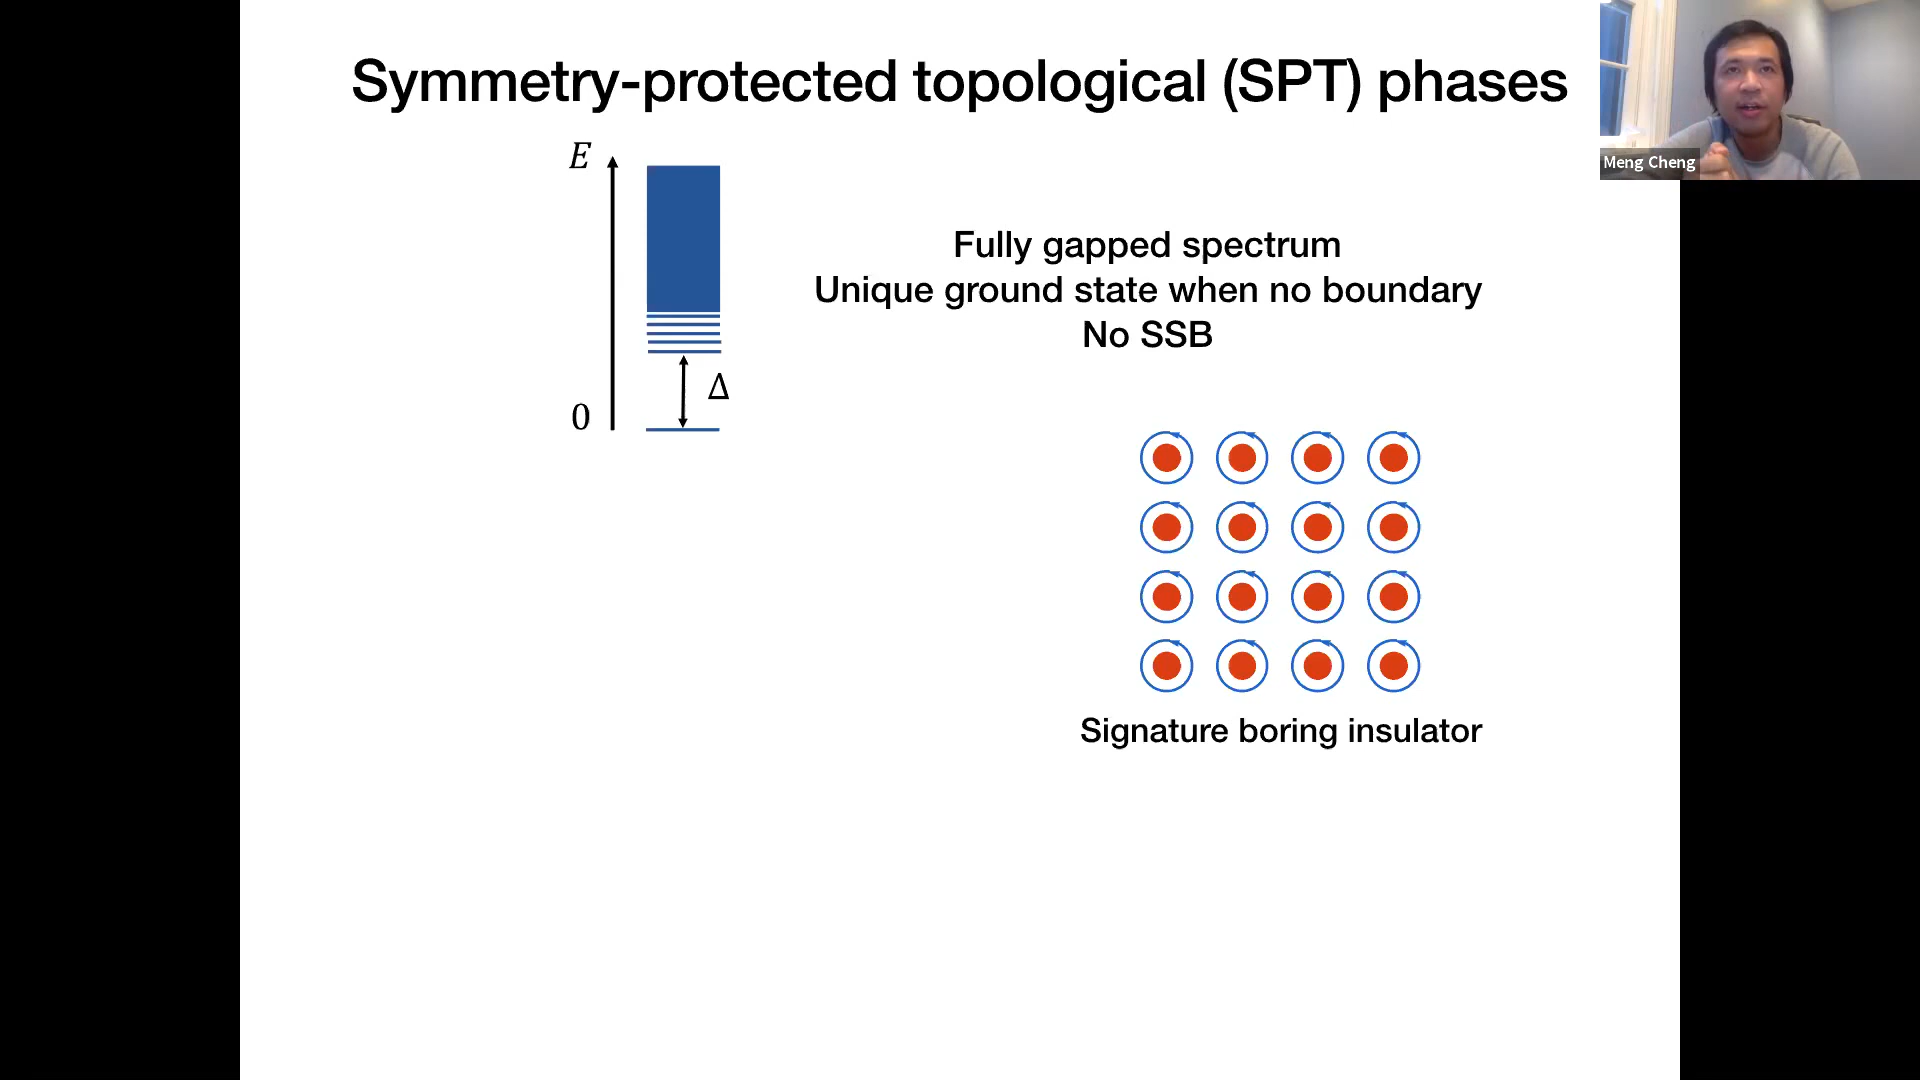 Symmetry-protected topological (SPT) phases
Meng Cheng
E
Fully gapped spectrum
Unique ground state when no boundary
No SSB
Δ
0
Signature boring insulator